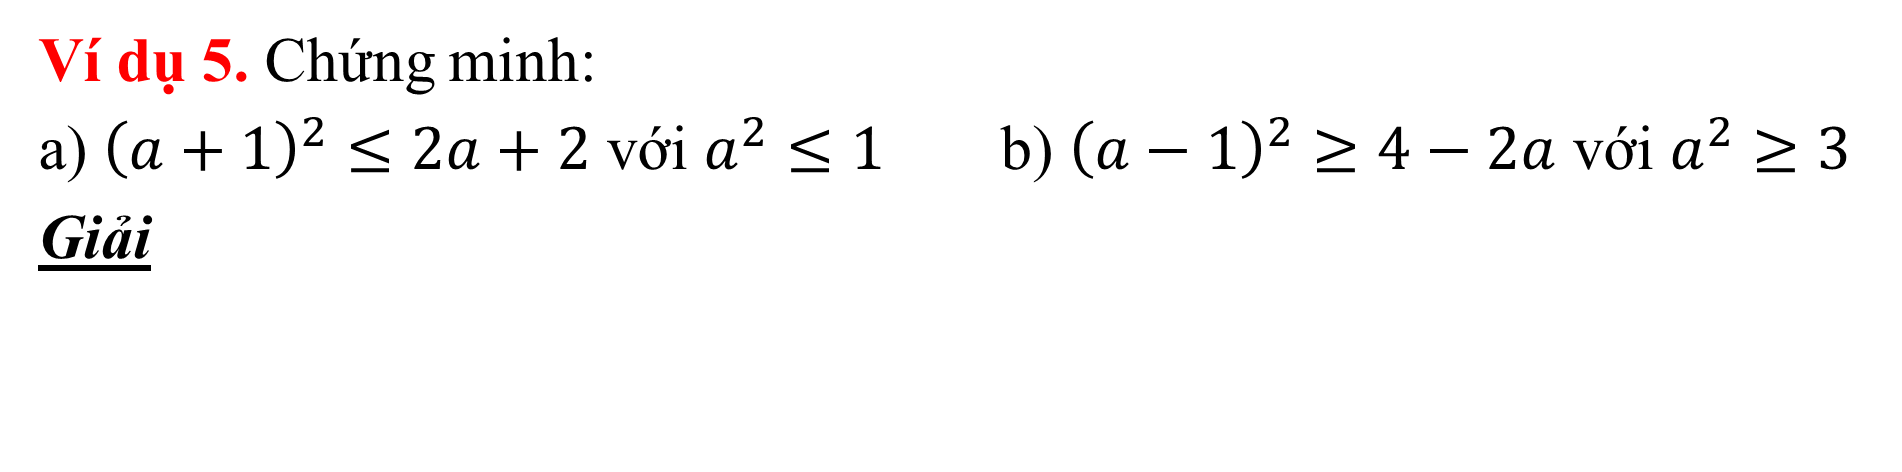 Ví dụ 5. Chứng minh:
a) (a + 1)² ≤ 2a + 2 với a² ≤ 1 b) (a − 1)² ≥ 4 − 2a với a² ≥ 3
Giải